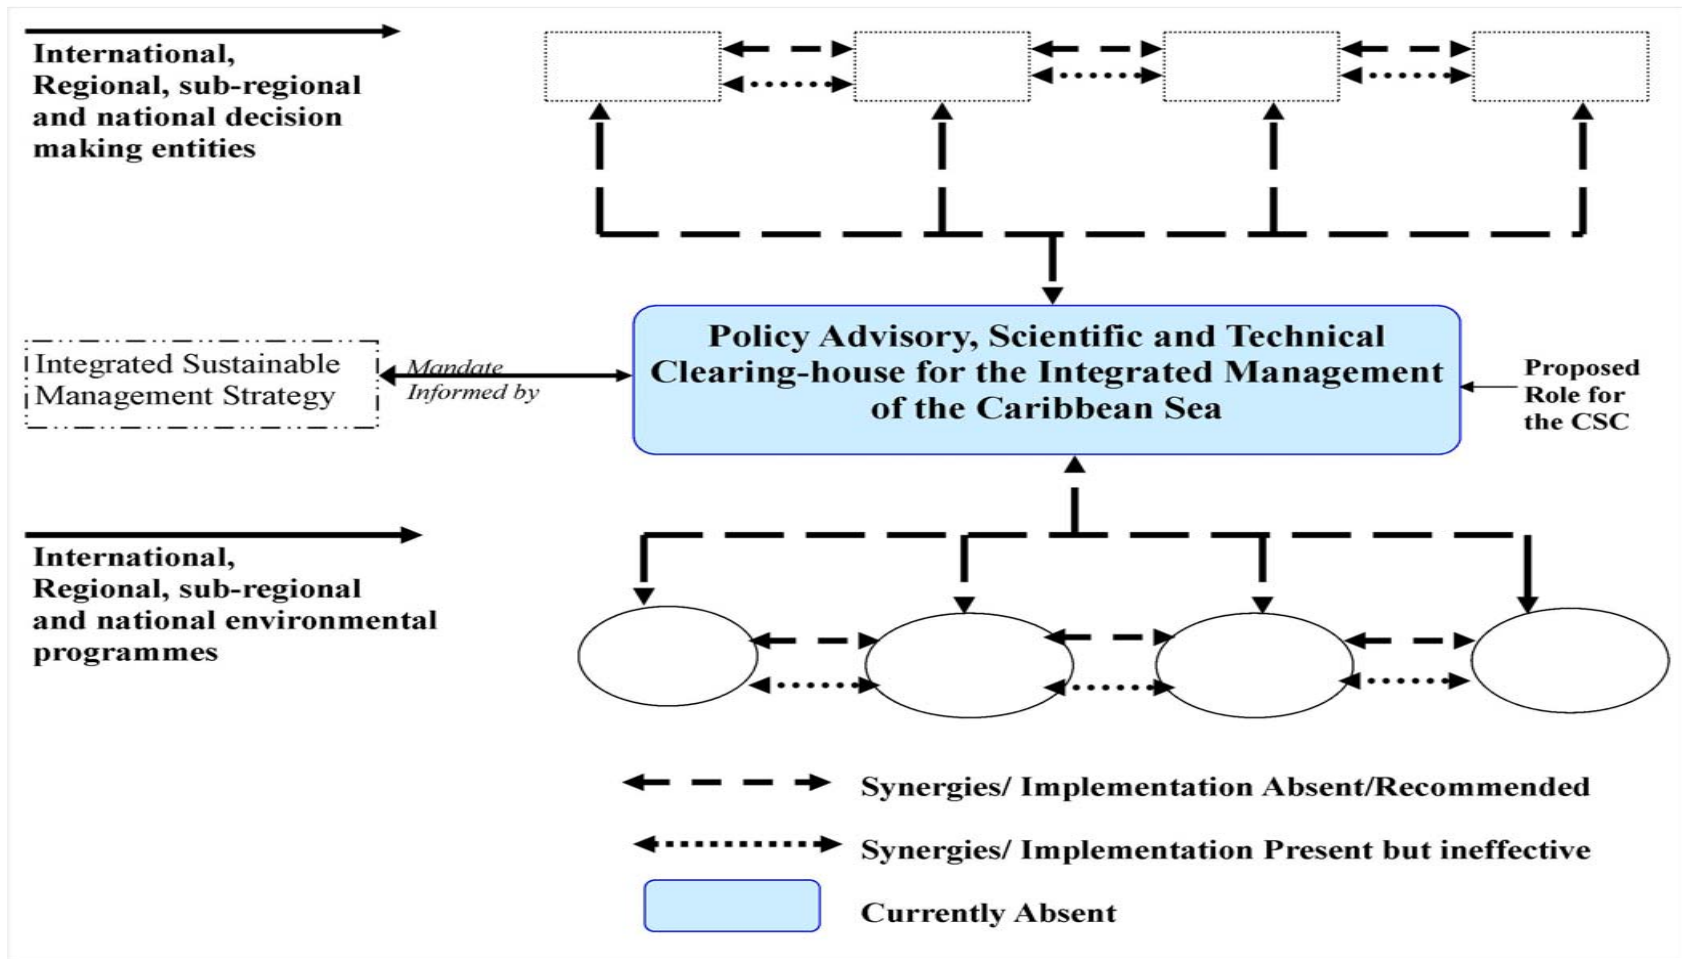 International,
Regional, sub-regional
and national decision
making entities
Policy Advisory, Scientific and Technical
Clearing-house for the Integrated Management
of the Caribbean Sea
Integrated Sustainable
Management Strategy
Mandate
Informed by
Proposed
Role for
the CSC
International,
Regional, sub-regional
and national environmental
programmes
Synergies/ Implementation Absent/Recommended
Synergies/ Implementation Present but ineffective
Currently Absent